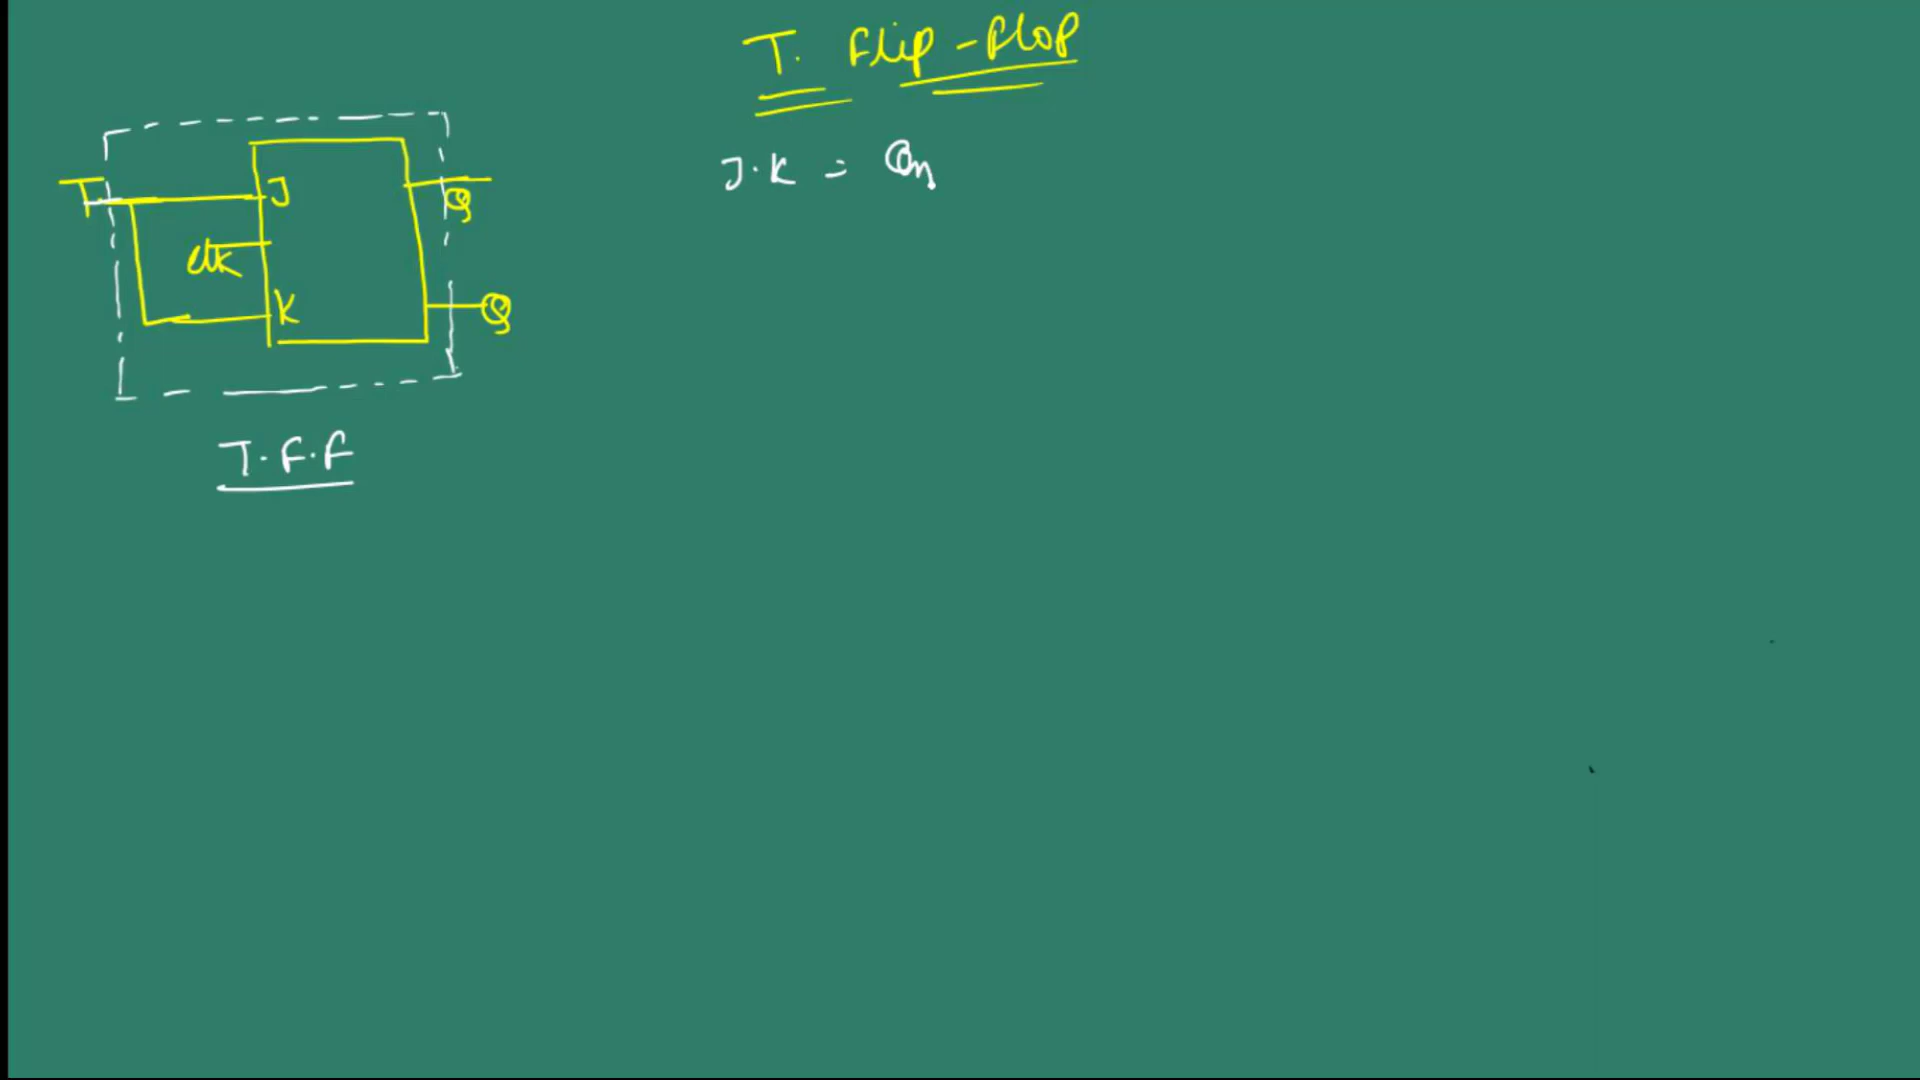 T. Flip-flop
J.K = Qn
T
J
Q
clk
K
Q
T.F.F